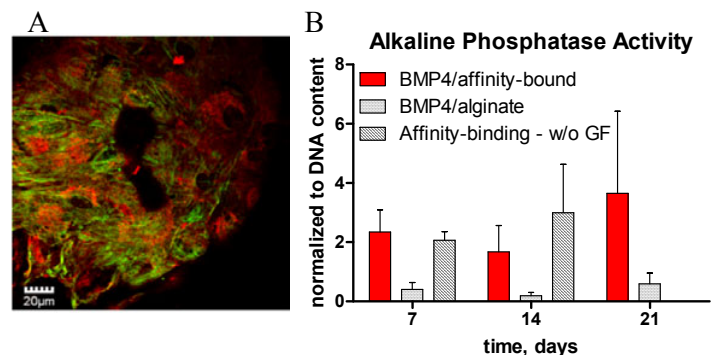 A
20µm
B
Alkaline Phosphatase Activity
BMP4/affinity-bound
BMP4/alginate
Affinity-binding - w/o GF
normalized to DNA content
8
6
4
2
0
7 14 21
time, days